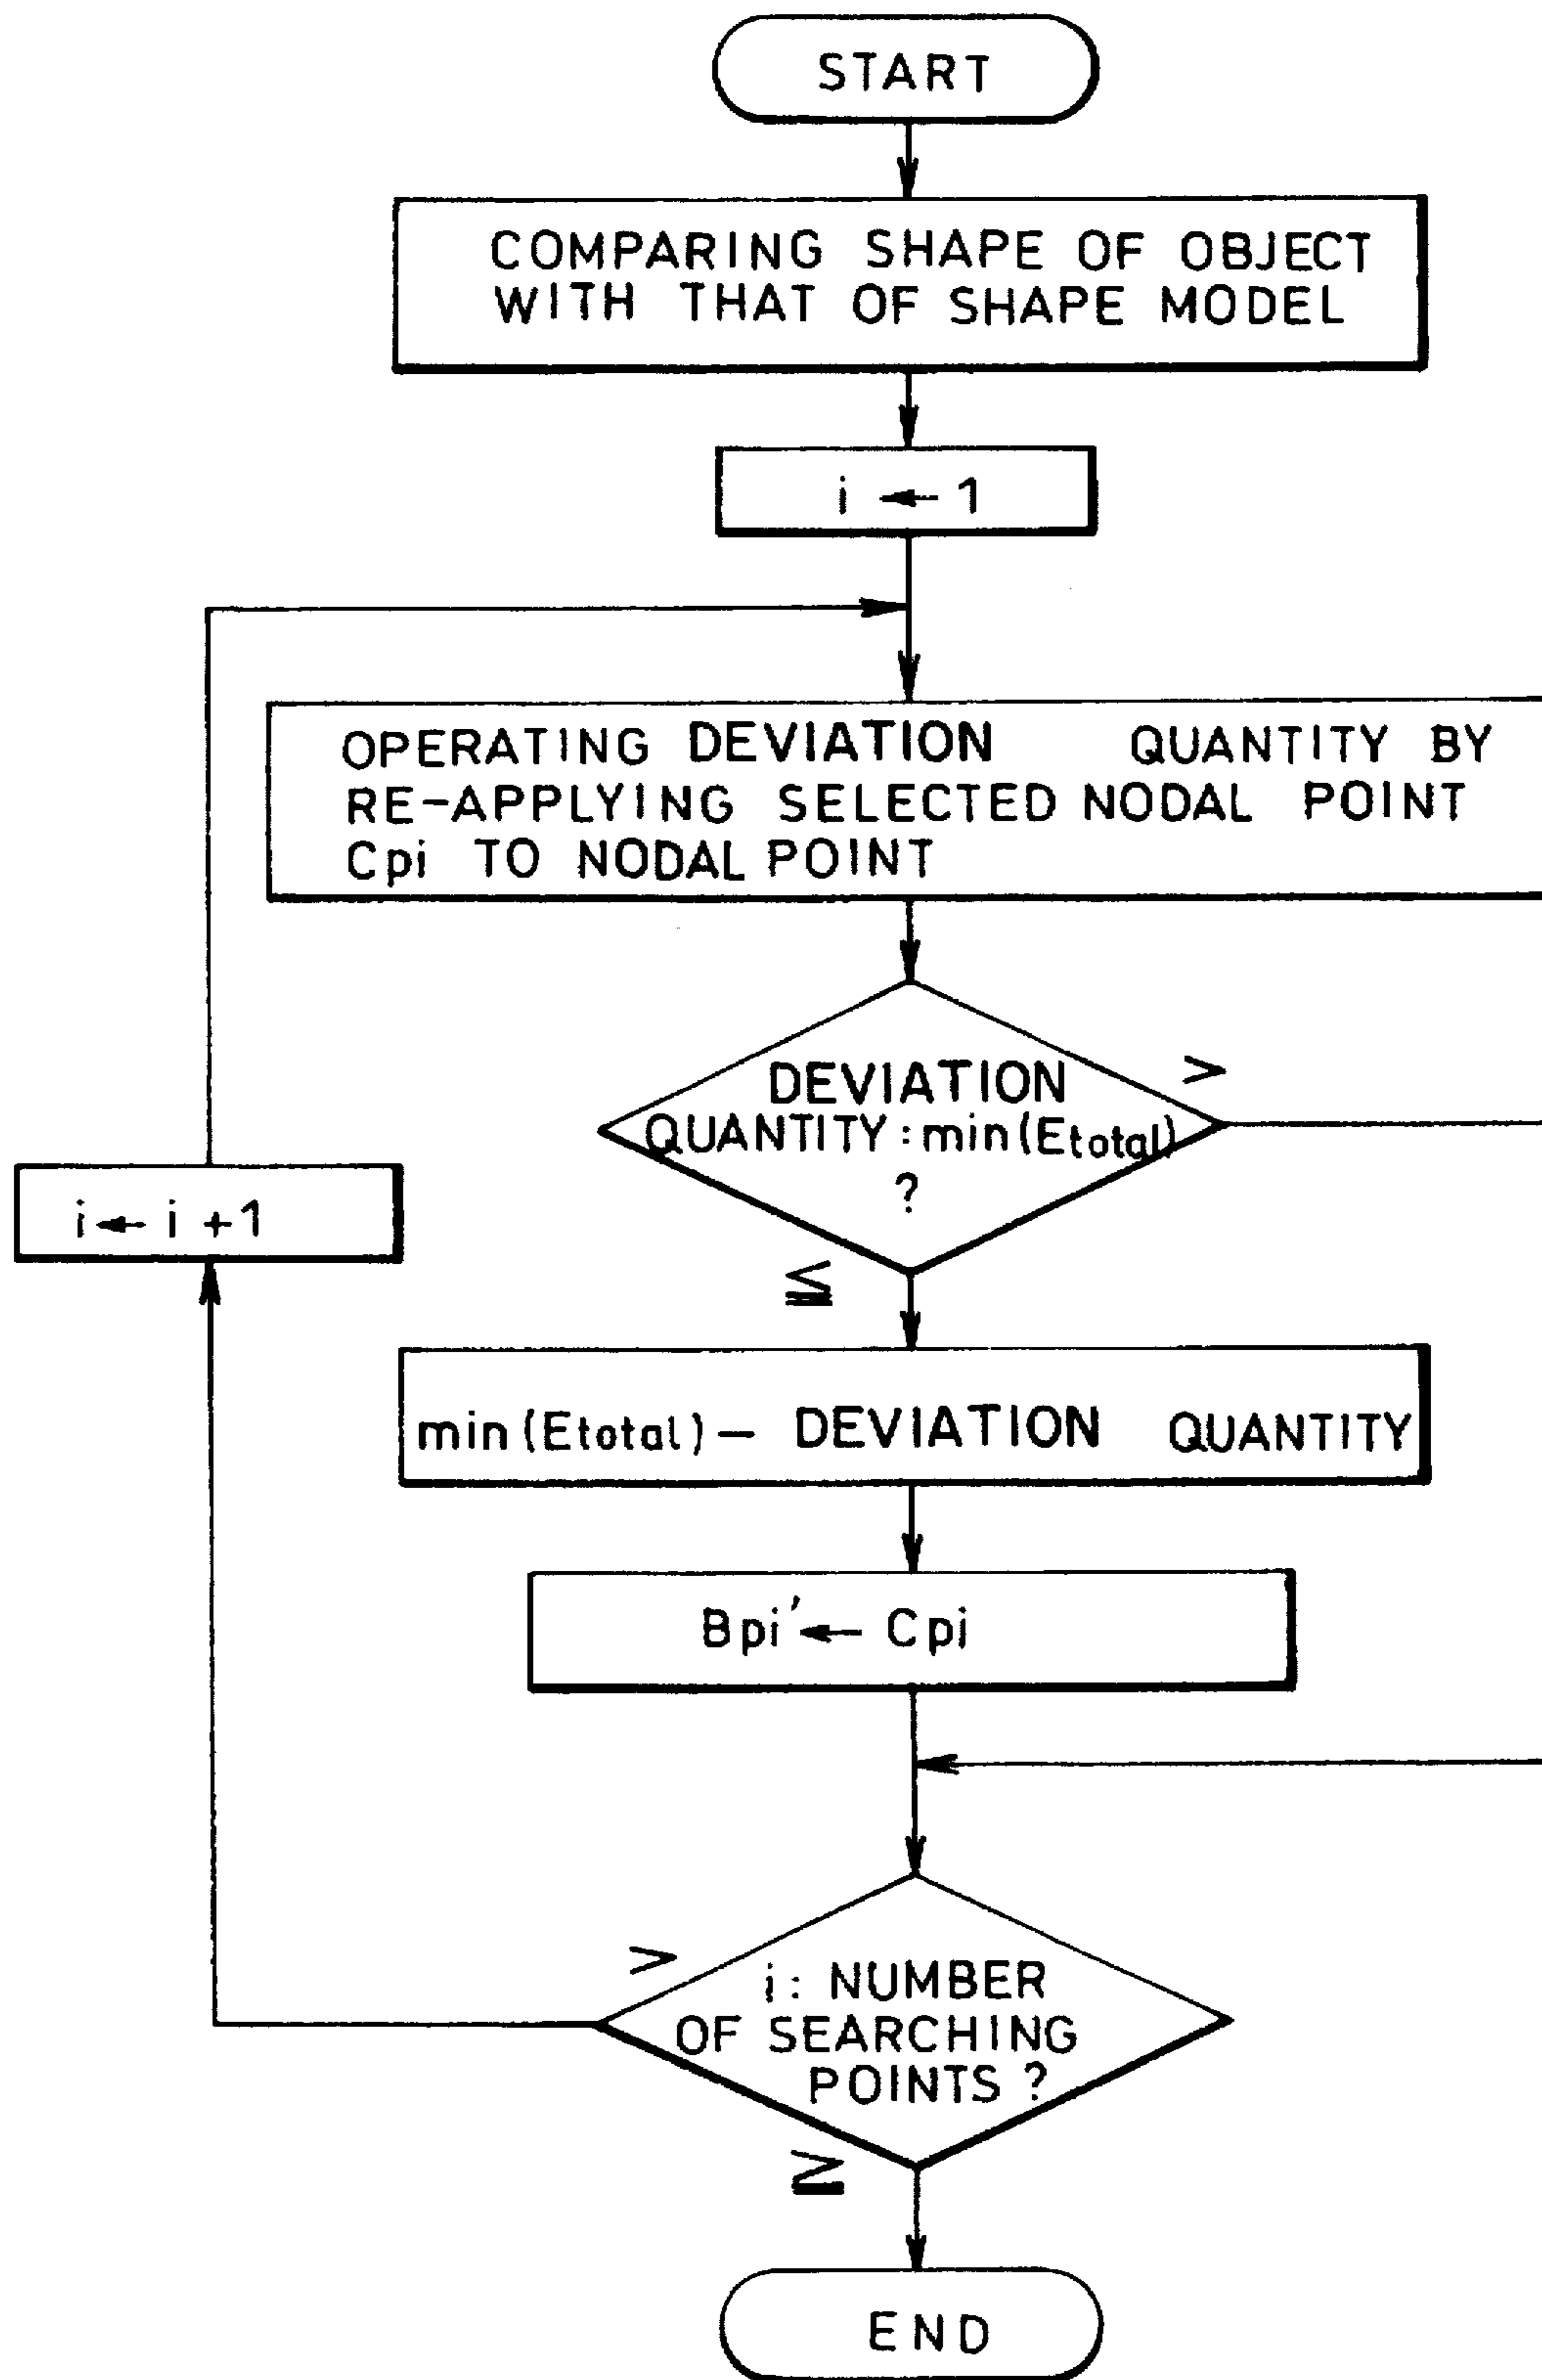 START
COMPARING SHAPE OF OBJECT
WITH THAT OF SHAPE MODEL
i ← 1
OPERATING DEVIATION QUANTITY BY
RE-APPLYING SELECTED NODAL POINT
Cpi TO NODAL POINT
DEVIATION
QUANTITY : min(Etotal)
?
>
≦
i ← i +1
min(Etotal) — DEVIATION QUANTITY
Bpi′ ← Cpi
>
i : NUMBER
OF SEARCHING
POINTS ?
≧
END